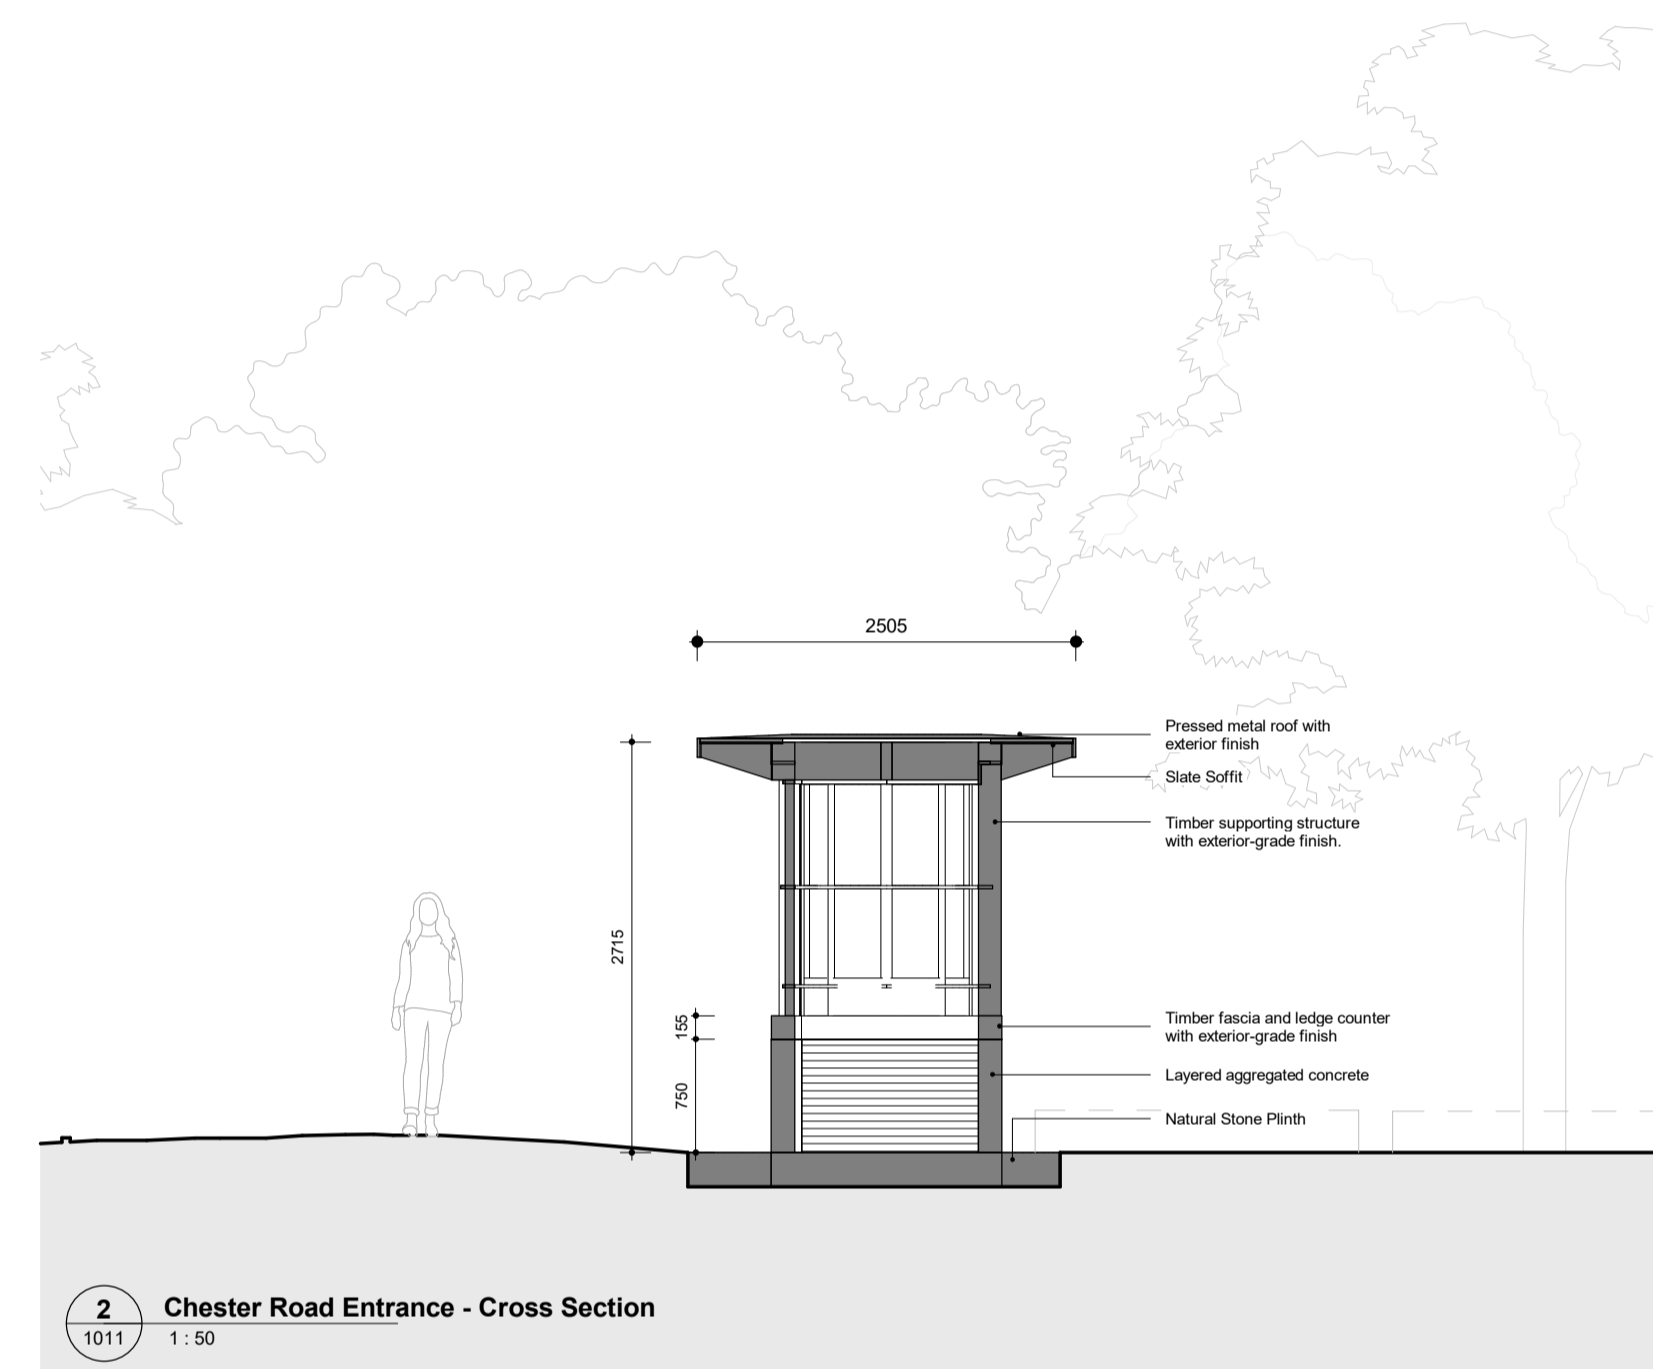 2505
Pressed metal roof with
exterior finish
Slate Soffit
Timber supporting structure
with exterior-grade finish.
2715
155
Timber fascia and ledge counter
with exterior-grade finish
Layered aggregated concrete
750
Natural Stone Plinth
2
Chester Road Entrance - Cross Section
1011
1 : 50